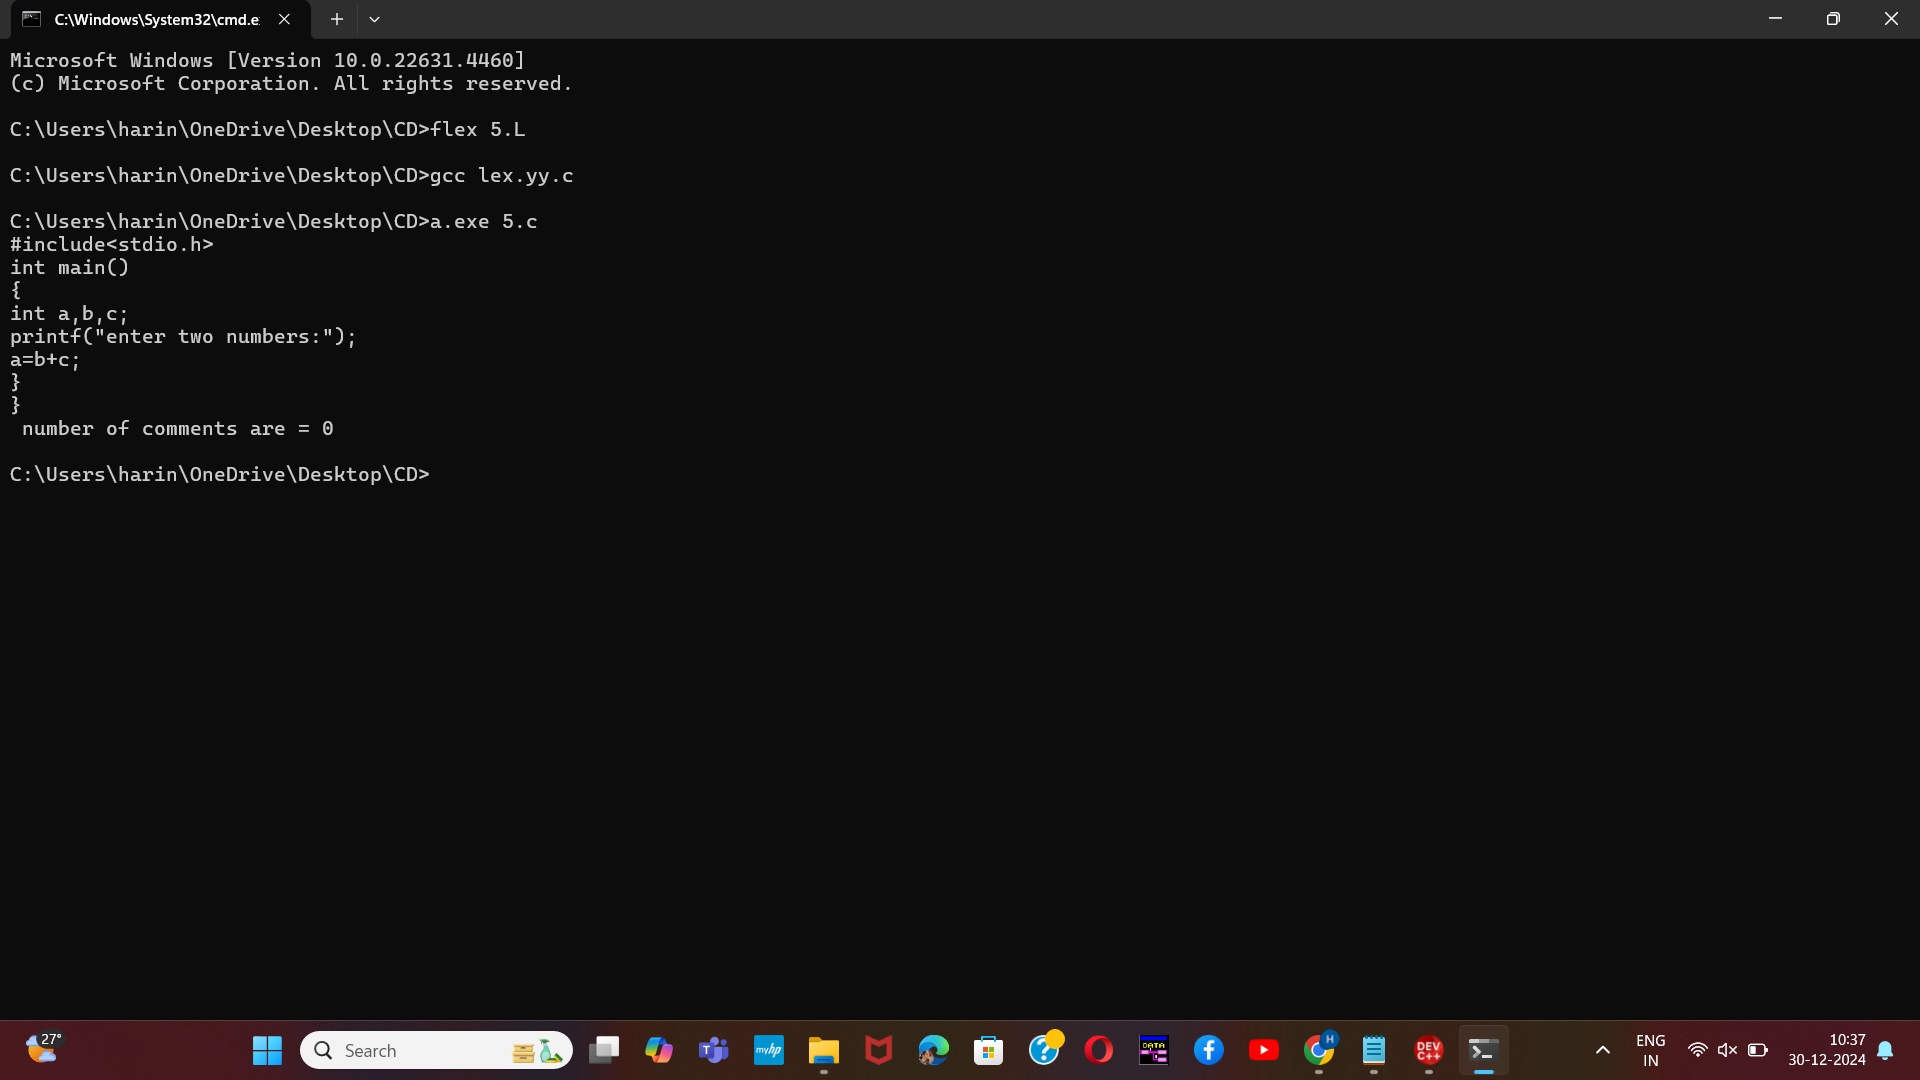 C:\Windows\System32\cmd.e
Microsoft Windows [Version 10.0.22631.4460]
(c) Microsoft Corporation. All rights reserved.
C:\Users\harin\OneDrive\Desktop\CD>flex 5.L
C:\Users\harin\OneDrive\Desktop\CD>gcc lex.yy.c
C:\Users\harin\OneDrive\Desktop\CD>a.exe 5.c
#include<stdio.h>
int main()
{
int a,b,c;
printf("enter two numbers:");
a=b+c;
}
}
number of comments are = 0
C:\Users\harin\OneDrive\Desktop\CD>
27°
Search
T
myhp
DATA
H
DEV
C++
ENG
IN
10:37
30-12-2024